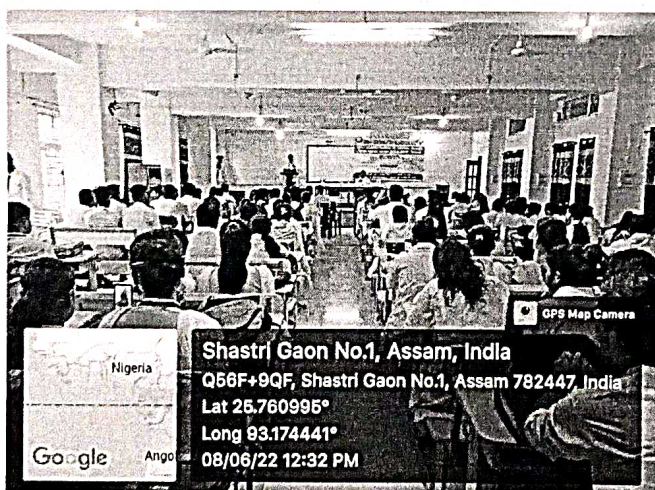 GPS Map Camera
Nigeria
Ango
Google
Shastri Gaon No.1, Assam, India
Q56F+9QF, Shastri Gaon No.1, Assam 782447, India
Lat 25.760995°
Long 93.174441°
08/06/22 12:32 PM